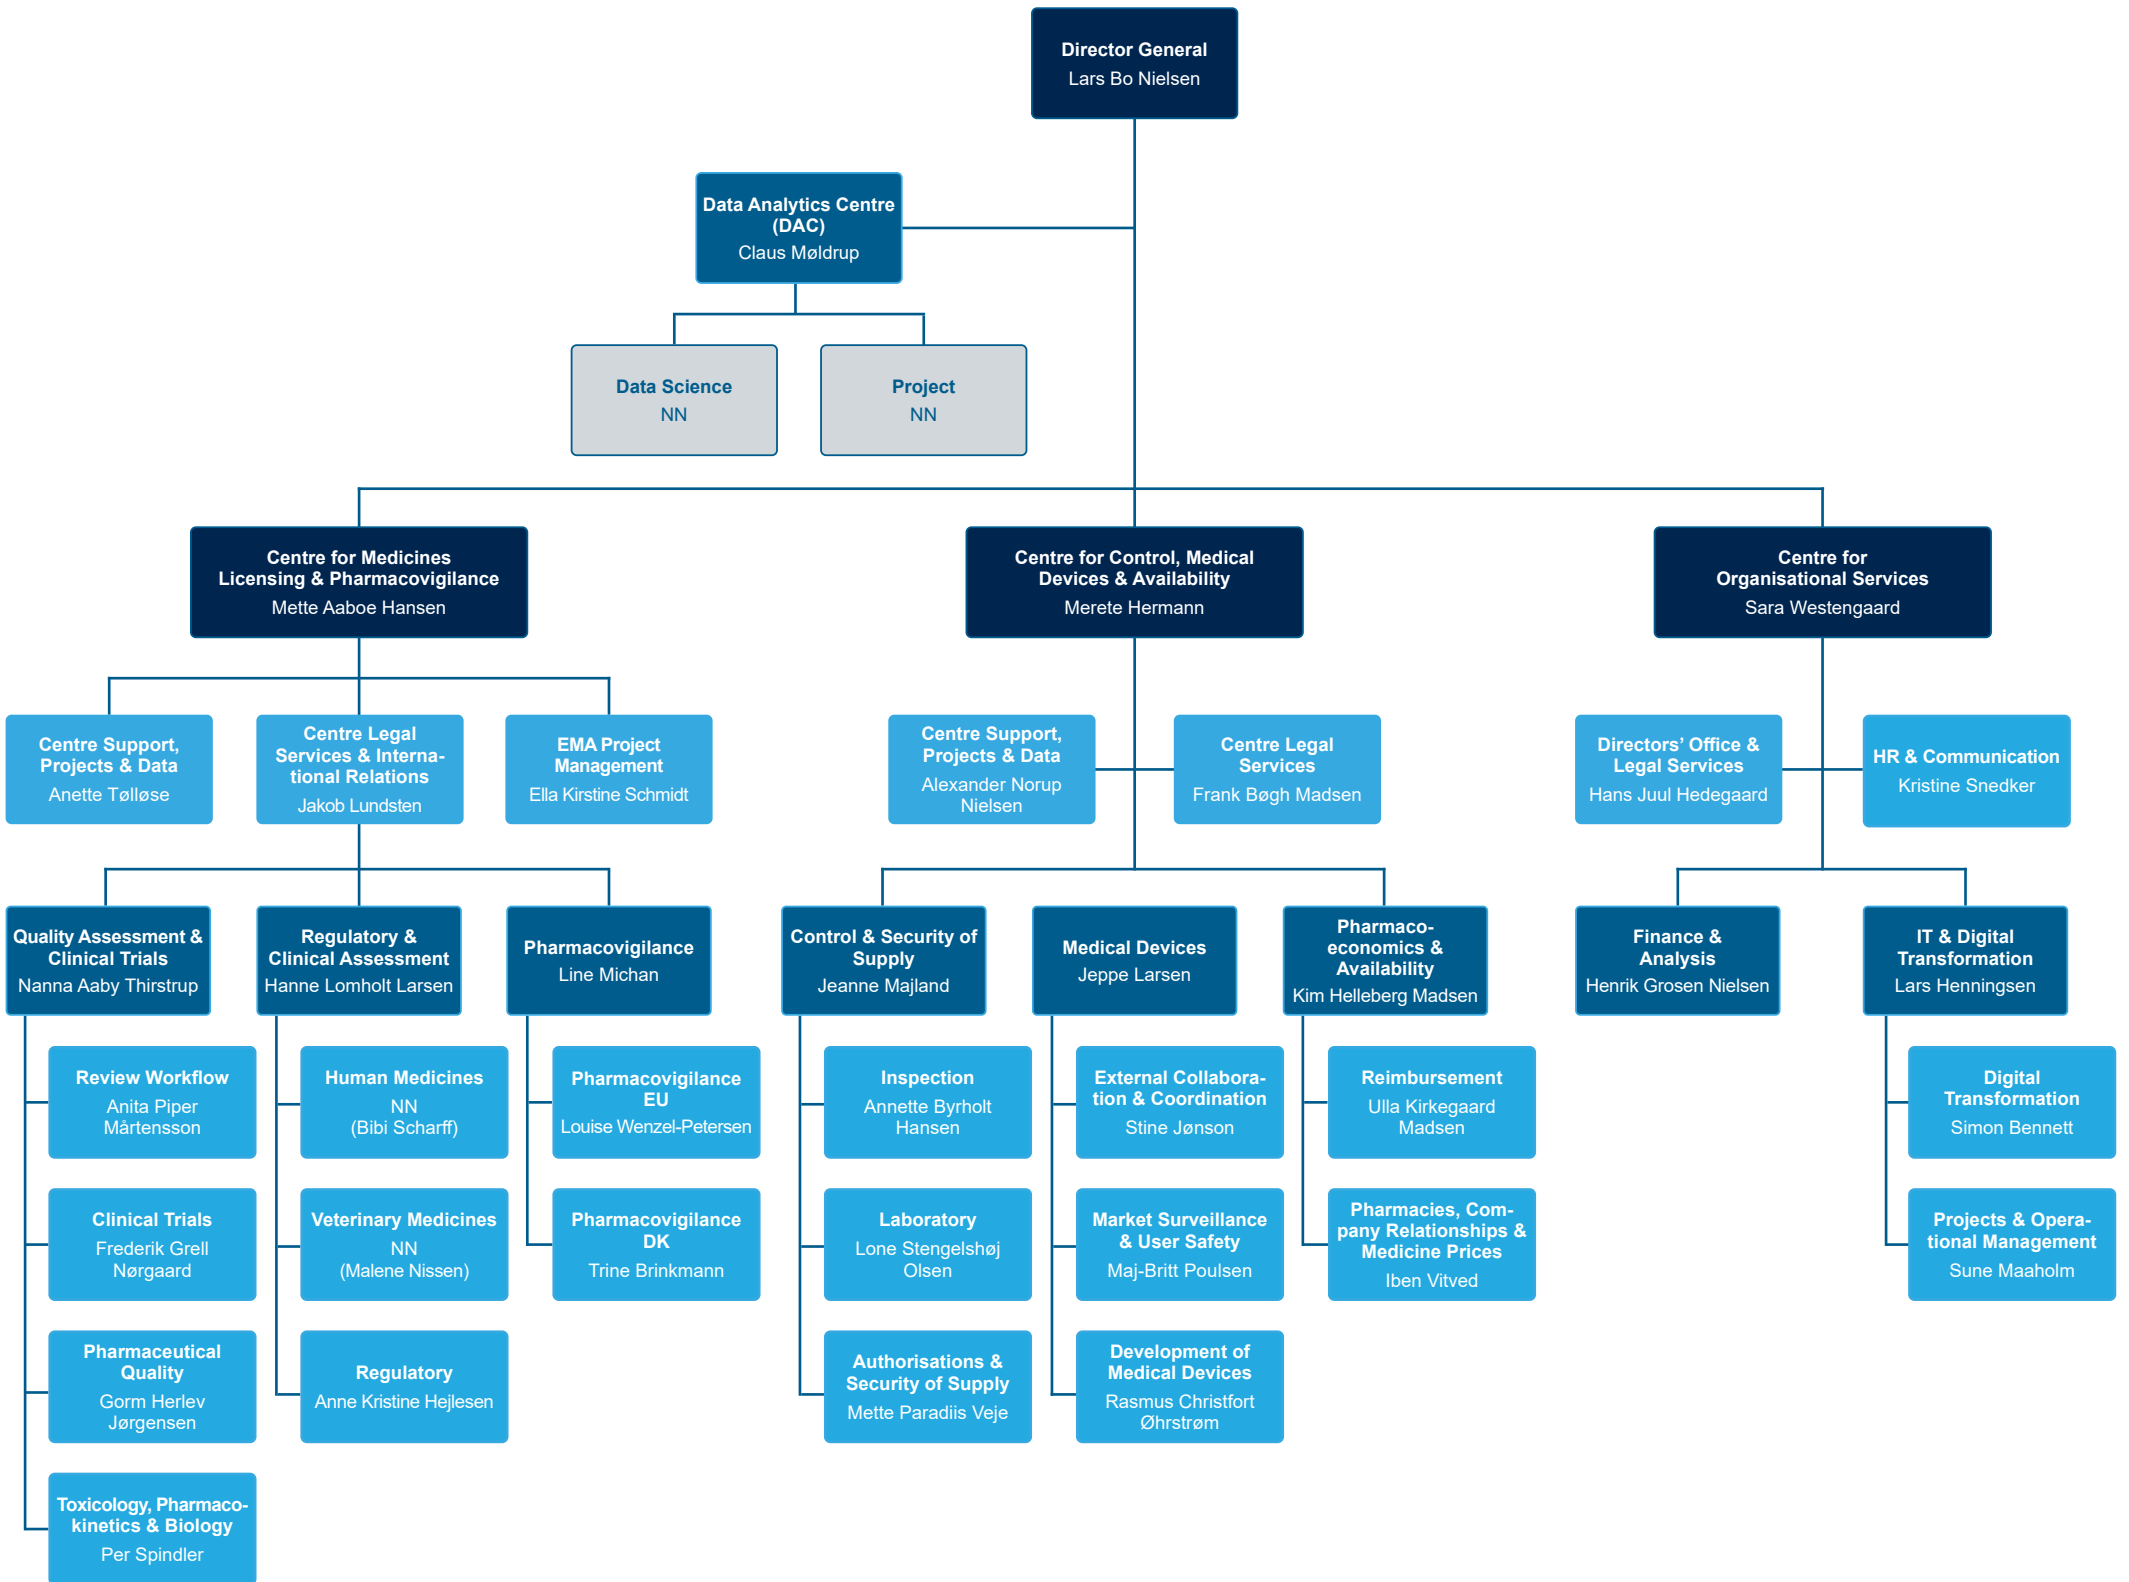 Director General
Lars Bo Nielsen
Data Analytics Centre
(DAC)
Claus Møldrup
Data Science
NN
Project
NN
Centre for Medicines
Licensing & Pharmacovigilance
Mette Aaboe Hansen
Centre for Control, Medical
Devices & Availability
Merete Hermann
Centre for
Organisational Services
Sara Westengaard
Centre Support,
Projects & Data
Anette Tølløse
Centre Legal
Services & Interna-
tional Relations
Jakob Lundsten
EMA Project
Management
Ella Kirstine Schmidt
Centre Support,
Projects & Data
Alexander Norup
Nielsen
Centre Legal
Services
Frank Bøgh Madsen
Directors’ Office &
Legal Services
Hans Juul Hedegaard
HR & Communication
Kristine Snedker
Quality Assessment &
Clinical Trials
Nanna Aaby Thirstrup
Regulatory &
Clinical Assessment
Hanne Lomholt Larsen
Pharmacovigilance
Line Michan
Control & Security of
Supply
Jeanne Majland
Medical Devices
Jeppe Larsen
Pharmaco-
economics &
Availability
Kim Helleberg Madsen
Finance &
Analysis
Henrik Grosen Nielsen
IT & Digital
Transformation
Lars Henningsen
Review Workflow
Anita Piper
Mårtensson
Human Medicines
NN
(Bibi Scharff)
Pharmacovigilance
EU
Louise Wenzel-Petersen
Inspection
Annette Byrholt
Hansen
External Collabora-
tion & Coordination
Stine Jønson
Reimbursement
Ulla Kirkegaard
Madsen
Digital
Transformation
Simon Bennett
Clinical Trials
Frederik Grell
Nørgaard
Veterinary Medicines
NN
(Malene Nissen)
Pharmacovigilance
DK
Trine Brinkmann
Laboratory
Lone Stengelshøj
Olsen
Market Surveillance
& User Safety
Maj-Britt Poulsen
Pharmacies, Com-
pany Relationships &
Medicine Prices
Iben Vitved
Projects & Opera-
tional Management
Sune Maaholm
Pharmaceutical
Quality
Gorm Herlev
Jørgensen
Regulatory
Anne Kristine Hejlesen
Authorisations &
Security of Supply
Mette Paradiis Veje
Development of
Medical Devices
Rasmus Christfort
Øhrstrøm
Toxicology, Pharmaco-
kinetics & Biology
Per Spindler